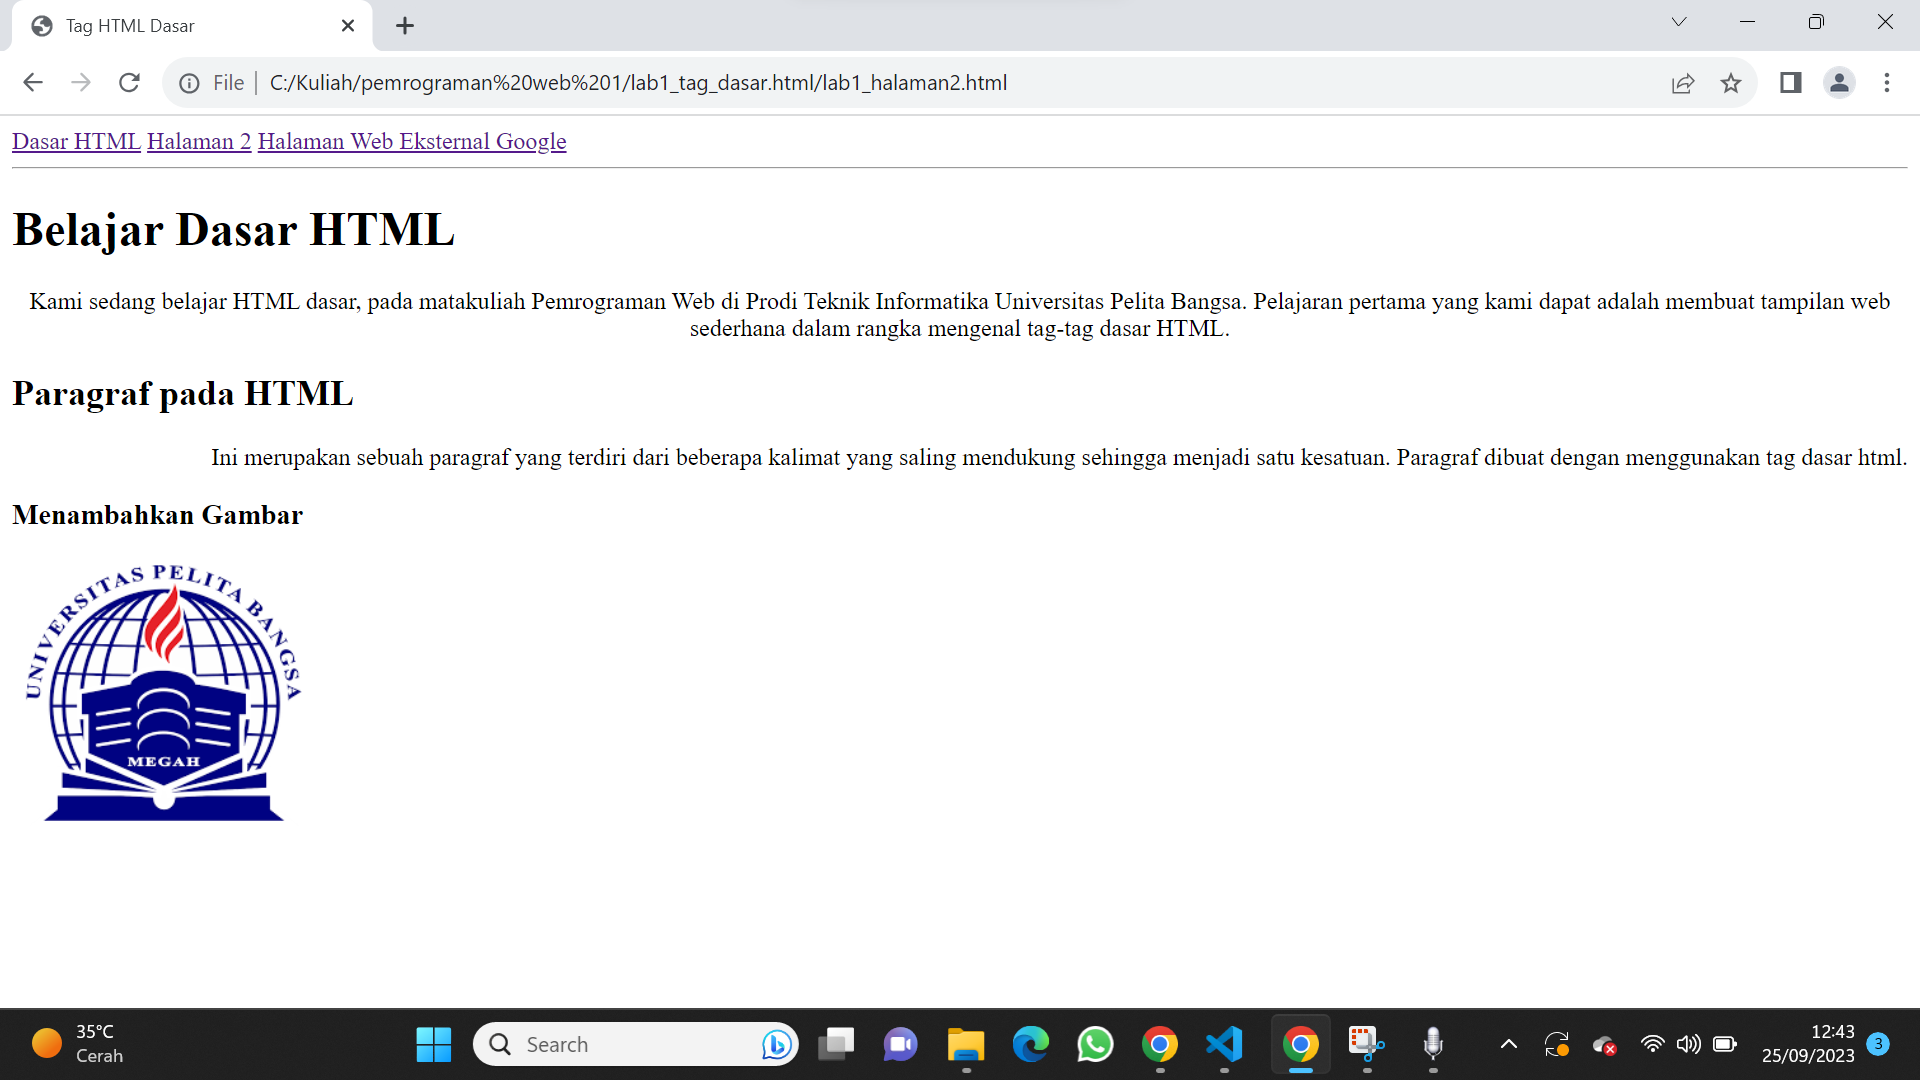 Tag HTML Dasar
File C:/Kuliah/pemrograman%20web%201/lab1_tag_dasar.html/lab1_halaman2.html
Dasar HTML Halaman 2 Halaman Web Eksternal Google
Belajar Dasar HTML
Kami sedang belajar HTML dasar, pada matakuliah Pemrograman Web di Prodi Teknik Informatika Universitas Pelita Bangsa. Pelajaran pertama yang kami dapat adalah membuat tampilan web
sederhana dalam rangka mengenal tag-tag dasar HTML.
Paragraf pada HTML
Ini merupakan sebuah paragraf yang terdiri dari beberapa kalimat yang saling mendukung sehingga menjadi satu kesatuan. Paragraf dibuat dengan menggunakan tag dasar html.
Menambahkan Gambar
UNIVERSITAS PELITA BANGSA
MEGAH
35°C
Cerah
Search
12:43
25/09/2023
3